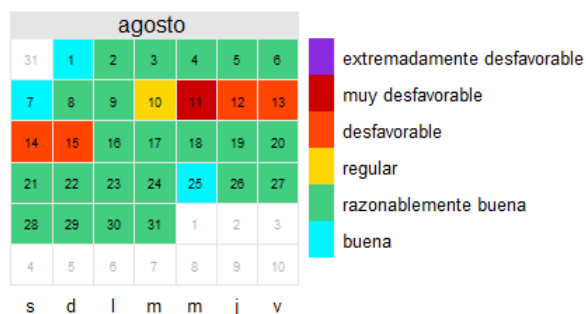 agosto
31 1 2 3 4 5 6
7 8 9 10 11 12 13
14 15 16 17 18 19 20
21 22 23 24 25 26 27
28 29 30 31 1 2 3
4 5 6 7 8 9 10
s d l m m j v
extremadamente desfavorable
muy desfavorable
desfavorable
regular
razonablemente buena
buena